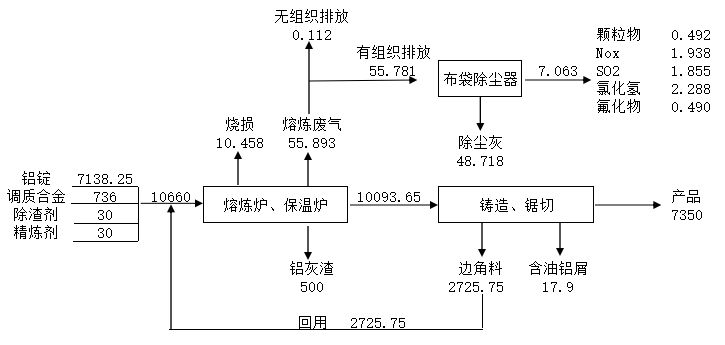 无组织排放
0.112
颗粒物 0.492
有组织排放
Nox 1.938
55.781
布袋除尘器
7.063
SO2 1.855
氯化氢 2.288
氟化物 0.490
烧损
10.458
熔炼废气
55.893
除尘灰
48.718
铝锭 7138.25
调质合金 736
除渣剂 30
精炼剂 30
10660
熔炼炉、保温炉
10093.65
铸造、锯切
产品
7350
铝灰渣
500
边角料
2725.75
含油铝屑
17.9
回用 2725.75